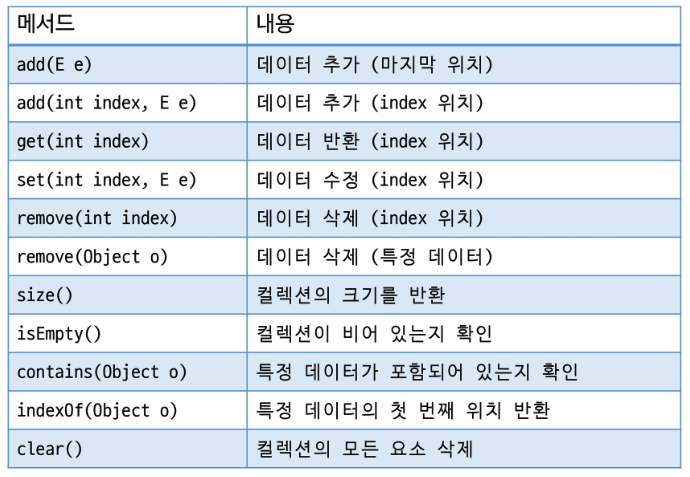 메서드 내용
add(E e) 데이터 추가 (마지막 위치)
add(int index, E e) 데이터 추가 (index 위치)
get(int index) 데이터 반환 (index 위치)
set(int index, E e) 데이터 수정 (index 위치)
remove(int index) 데이터 삭제 (index 위치)
remove(Object o) 데이터 삭제 (특정 데이터)
size() 컬렉션의 크기를 반환
isEmpty() 컬렉션이 비어 있는지 확인
contains(Object o) 특정 데이터가 포함되어 있는지 확인
indexOf(Object o) 특정 데이터의 첫 번째 위치 반환
clear() 컬렉션의 모든 요소 삭제